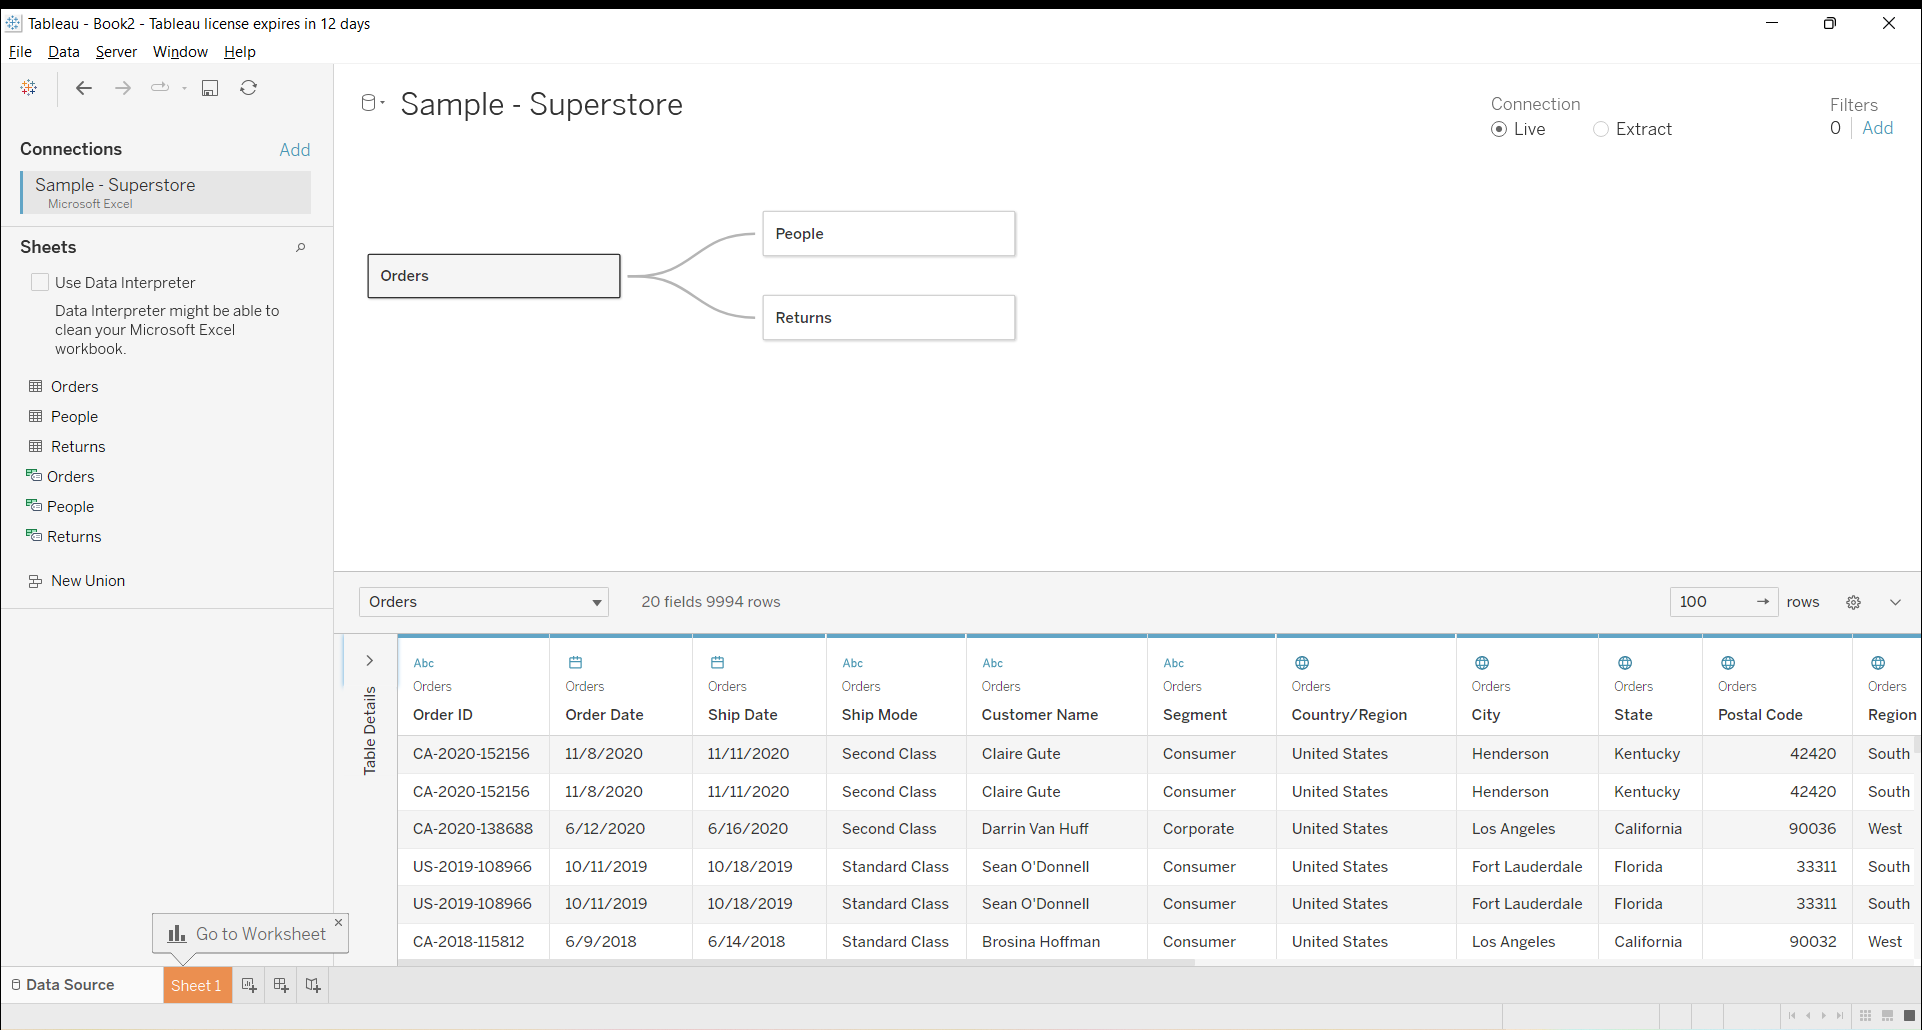 Tableau - Book2 - Tableau license expires in 12 days
File Data Server Window Help
Connections Add
Sample - Superstore
Microsoft Excel
Sheets
Use Data Interpreter
Data Interpreter might be able to
clean your Microsoft Excel
workbook.
Orders
People
Returns
Orders
People
Returns
New Union
Sample - Superstore
Connection
Live Extract
Filters
0 Add
Orders
People
Returns
Orders 20 fields 9994 rows 100 rows
Table Details
Abc Abc Abc Abc
Orders Orders Orders Orders Orders Orders Orders Orders Orders Orders Orders
Order ID Order Date Ship Date Ship Mode Customer Name Segment Country/Region City State Postal Code Region
CA-2020-152156 11/8/2020 11/11/2020 Second Class Claire Gute Consumer United States Henderson Kentucky 42420 South
CA-2020-152156 11/8/2020 11/11/2020 Second Class Claire Gute Consumer United States Henderson Kentucky 42420 South
CA-2020-138688 6/12/2020 6/16/2020 Second Class Darrin Van Huff Corporate United States Los Angeles California 90036 West
US-2019-108966 10/11/2019 10/18/2019 Standard Class Sean O'Donnell Consumer United States Fort Lauderdale Florida 33311 South
US-2019-108966 10/11/2019 10/18/2019 Standard Class Sean O'Donnell Consumer United States Fort Lauderdale Florida 33311 South
CA-2018-115812 6/9/2018 6/14/2018 Standard Class Brosina Hoffman Consumer United States Los Angeles California 90032 West
Go to Worksheet
Data Source Sheet 1